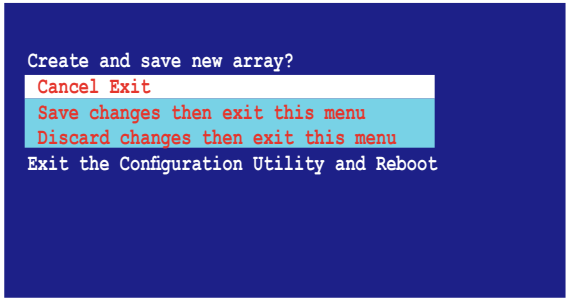 Create and save new array?
Cancel Exit
Save changes then exit this menu
Discard changes then exit this menu
Exit the Configuration Utility and Reboot